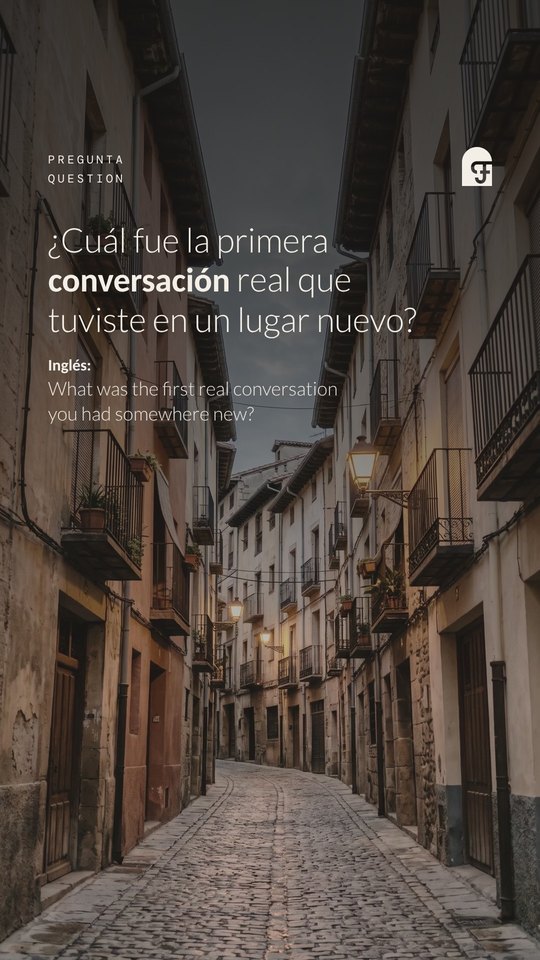 PREGUNTA
QUESTION
¿Cuál fue la primera
conversación real que
tuviste en un lugar nuevo?
Inglés:
What was the first real conversation
you had somewhere new?